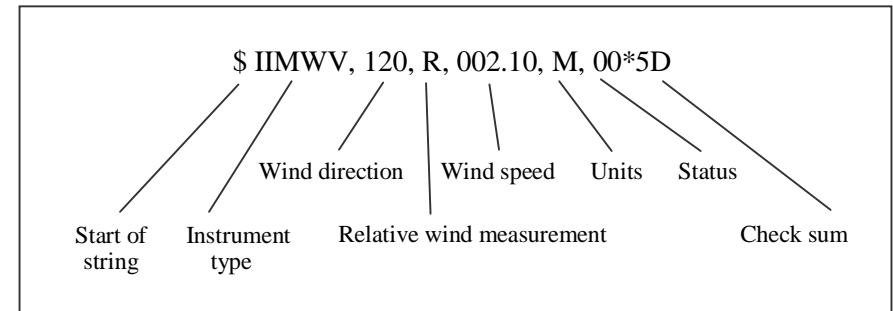 $ IIMWV, 120, R, 002.10, M, 00*5D
Wind direction Wind speed Units Status
Start of string
Instrument type
Relative wind measurement
Check sum